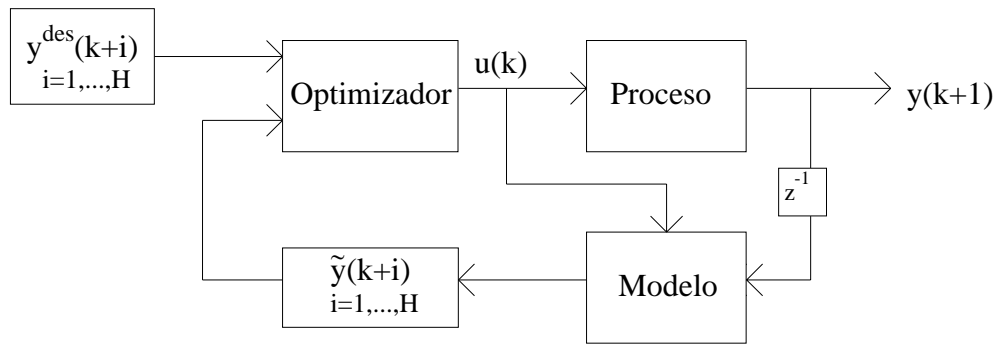 y^des(k+i)
i=1,...,H
Optimizador
u(k)
Proceso
y(k+1)
z^-1
ỹ(k+i)
i=1,...,H
Modelo